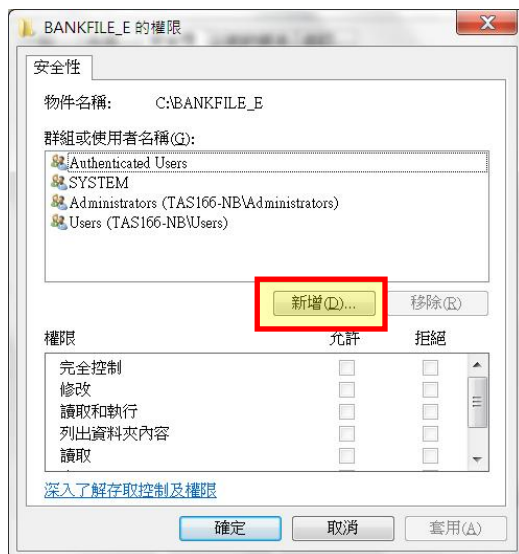 BANKFILE_E 的權限
安全性
物件名稱: C:\BANKFILE_E
群組或使用者名稱(G):
Authenticated Users
SYSTEM
Administrators (TAS166-NB\Administrators)
Users (TAS166-NB\Users)
新增(D)... 移除(R)
權限 允許 拒絕
完全控制
修改
讀取和執行
列出資料夾內容
讀取
深入了解存取控制及權限
確定 取消 套用(A)